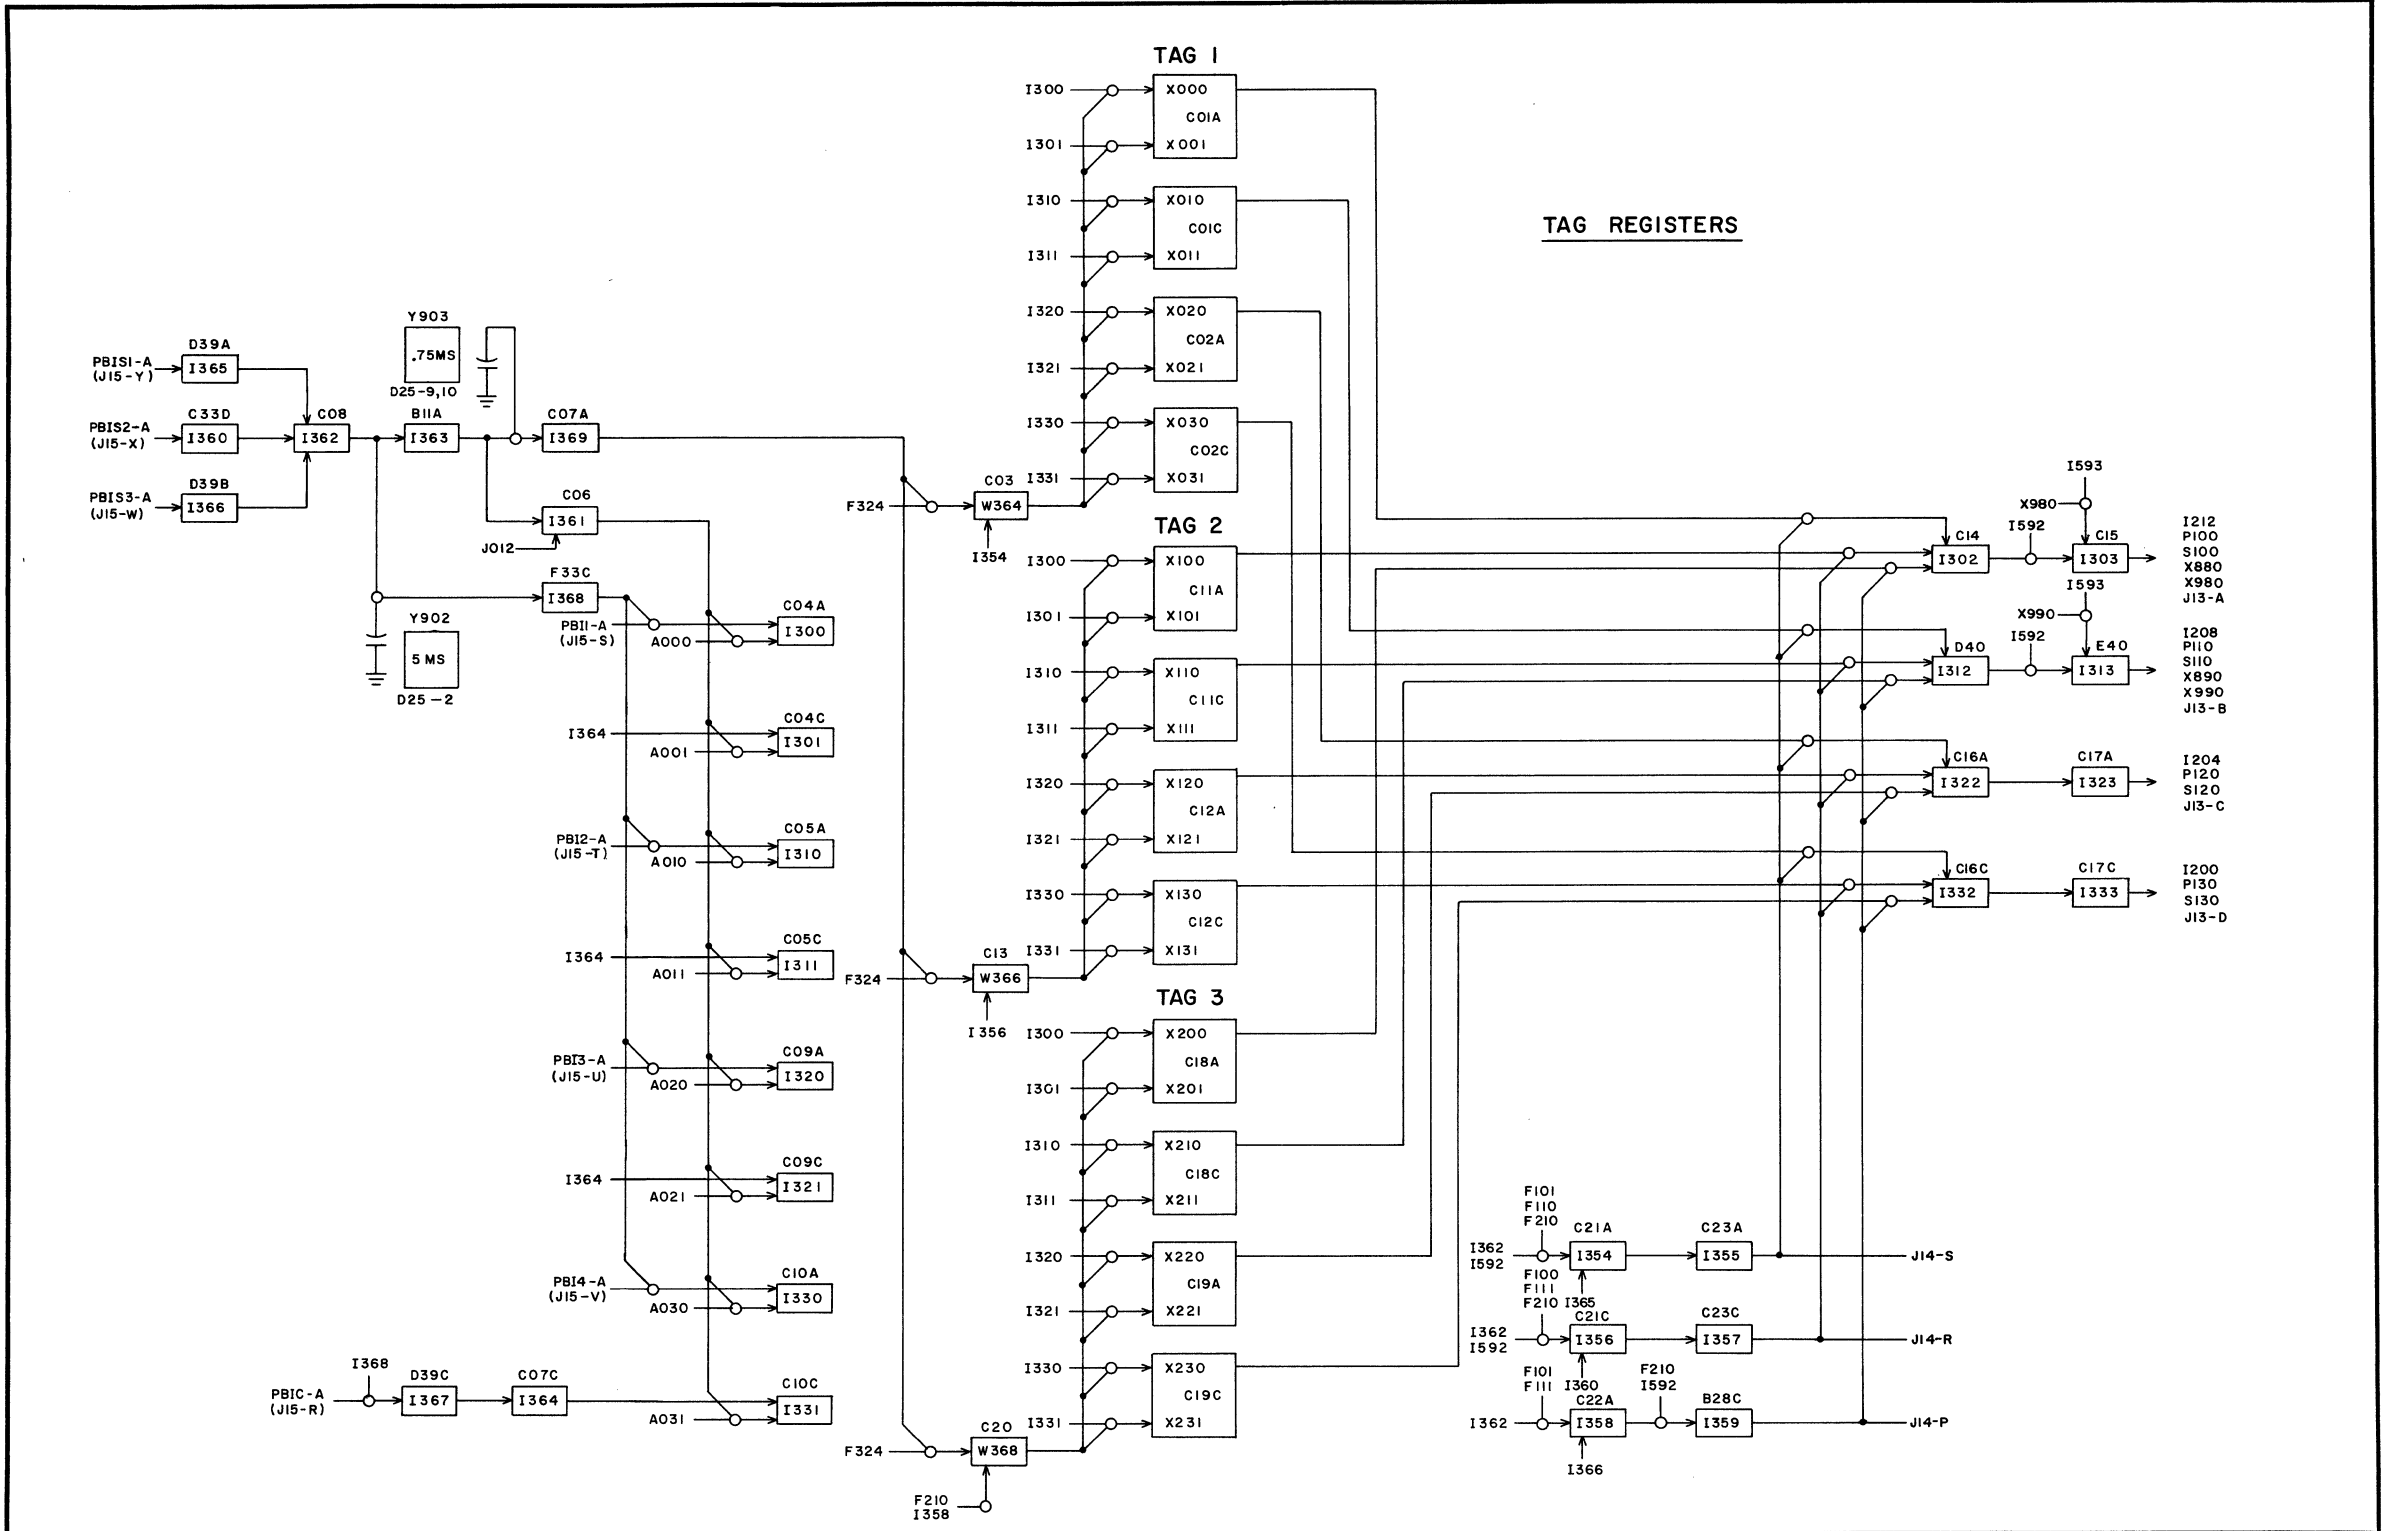 TAG REGISTERS
PBIS1-A
(J15-Y)
D39A
I365
PBIS2-A
(J15-X)
C33D
I360
PBIS3-A
(J15-W)
D39B
I366
C08
I362
B11A
I363
Y903
.75MS
D25-9,10
C07A
I369
C06
I361
J012
F33C
I368
Y902
5 MS
D25-2
PBI1-A
(J15-S)
A000
C04A
I300
I364
A001
C04C
I301
PBI2-A
(J15-T)
A010
C05A
I310
I364
A011
C05C
I311
PBI3-A
(J15-U)
A020
C09A
I320
I364
A021
C09C
I321
PBI4-A
(J15-V)
A030
C10A
I330
I368
PBIC-A
(J15-R)
D39C
I367
C07C
I364
A031
C10C
I331
TAG 1
I300
X000
C01A
I301
X001
I310
X010
C01C
I311
X011
I320
X020
C02A
I321
X021
I330
X030
C02C
I331
X031
F324
C03
W364
I354
TAG 2
I300
X100
C11A
I301
X101
I310
X110
C11C
I311
X111
I320
X120
C12A
I321
X121
I330
X130
C12C
I331
X131
F324
C13
W366
I356
TAG 3
I300
X200
C18A
I301
X201
I310
X210
C18C
I311
X211
I320
X220
C19A
I321
X221
I330
X230
C19C
I331
X231
F324
C20
W368
F210
I358
C14
I302
I592
I593
X980
C15
I303
I212
P100
S100
X880
X980
J13-A
D40
I312
I592
I593
X990
E40
I313
I208
P110
S110
X890
X990
J13-B
C16A
I322
C17A
I323
I204
P120
S120
J13-C
C16C
I332
C17C
I333
I200
P130
S130
J13-D
F101
F110
F210
I362
I592
C21A
I354
I365
C23A
I355
J14-S
F100
F111
F210
I362
I592
C21C
I356
I360
C23C
I357
J14-R
F101
F111
I362
C22A
I358
I366
F210
I592
B28C
I359
J14-P